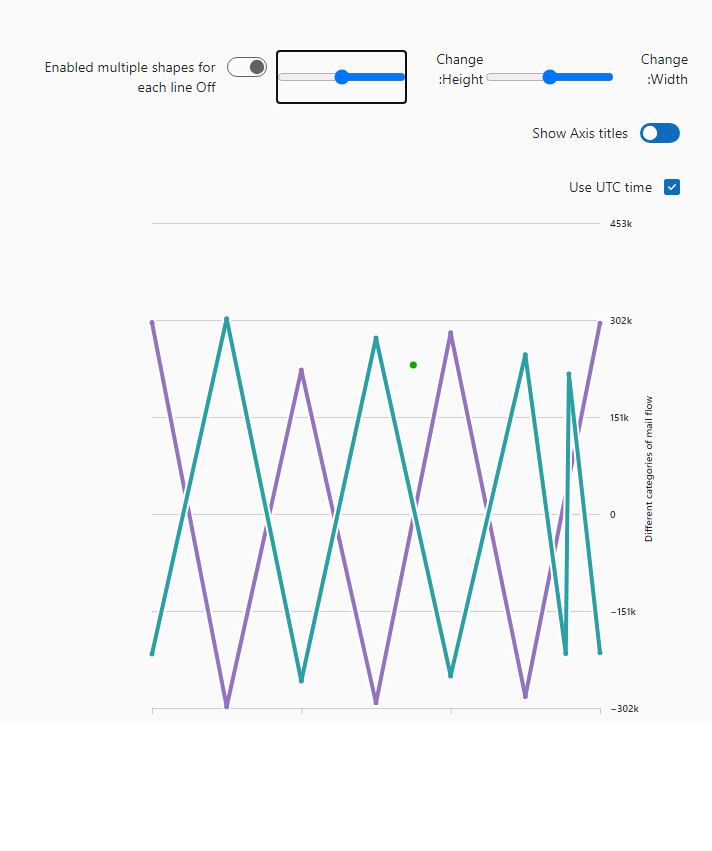 Change
:Width
Change
:Height
Enabled multiple shapes for
each line Off
Show Axis titles
Use UTC time
453k
302k
151k
0
−151k
−302k
Different categories of mail flow